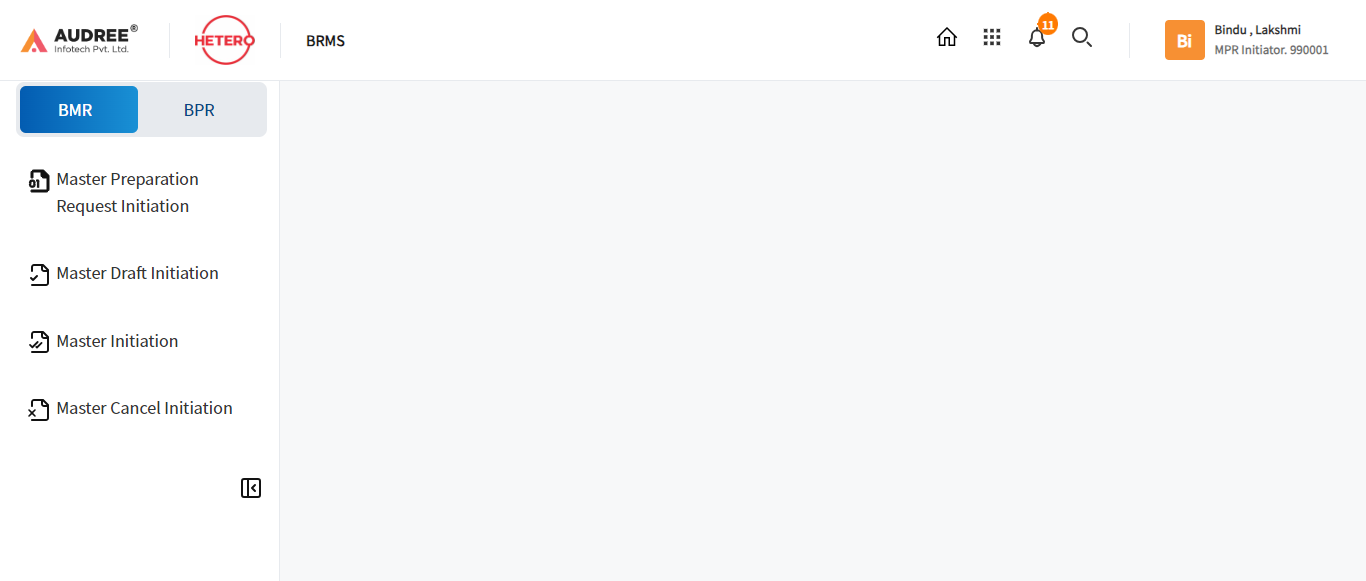 AUDREE®
Infotech Pvt. Ltd.
HETERO
BRMS
11
Bi
Bindu , Lakshmi
MPR Initiator. 990001
BMR
BPR
01
Master Preparation
Request Initiation
Master Draft Initiation
Master Initiation
Master Cancel Initiation